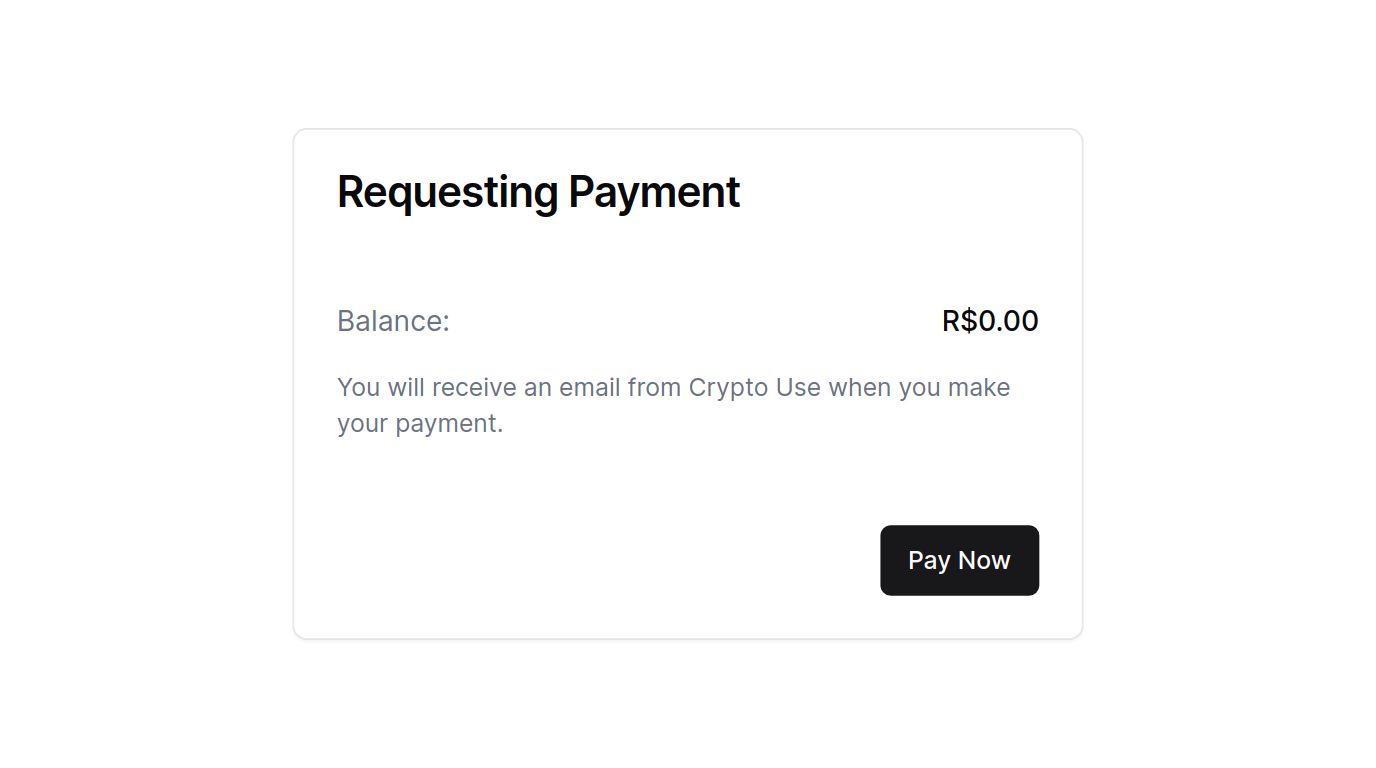 Requesting Payment
Balance: R$0.00
You will receive an email from Crypto Use when you make
your payment.
Pay Now